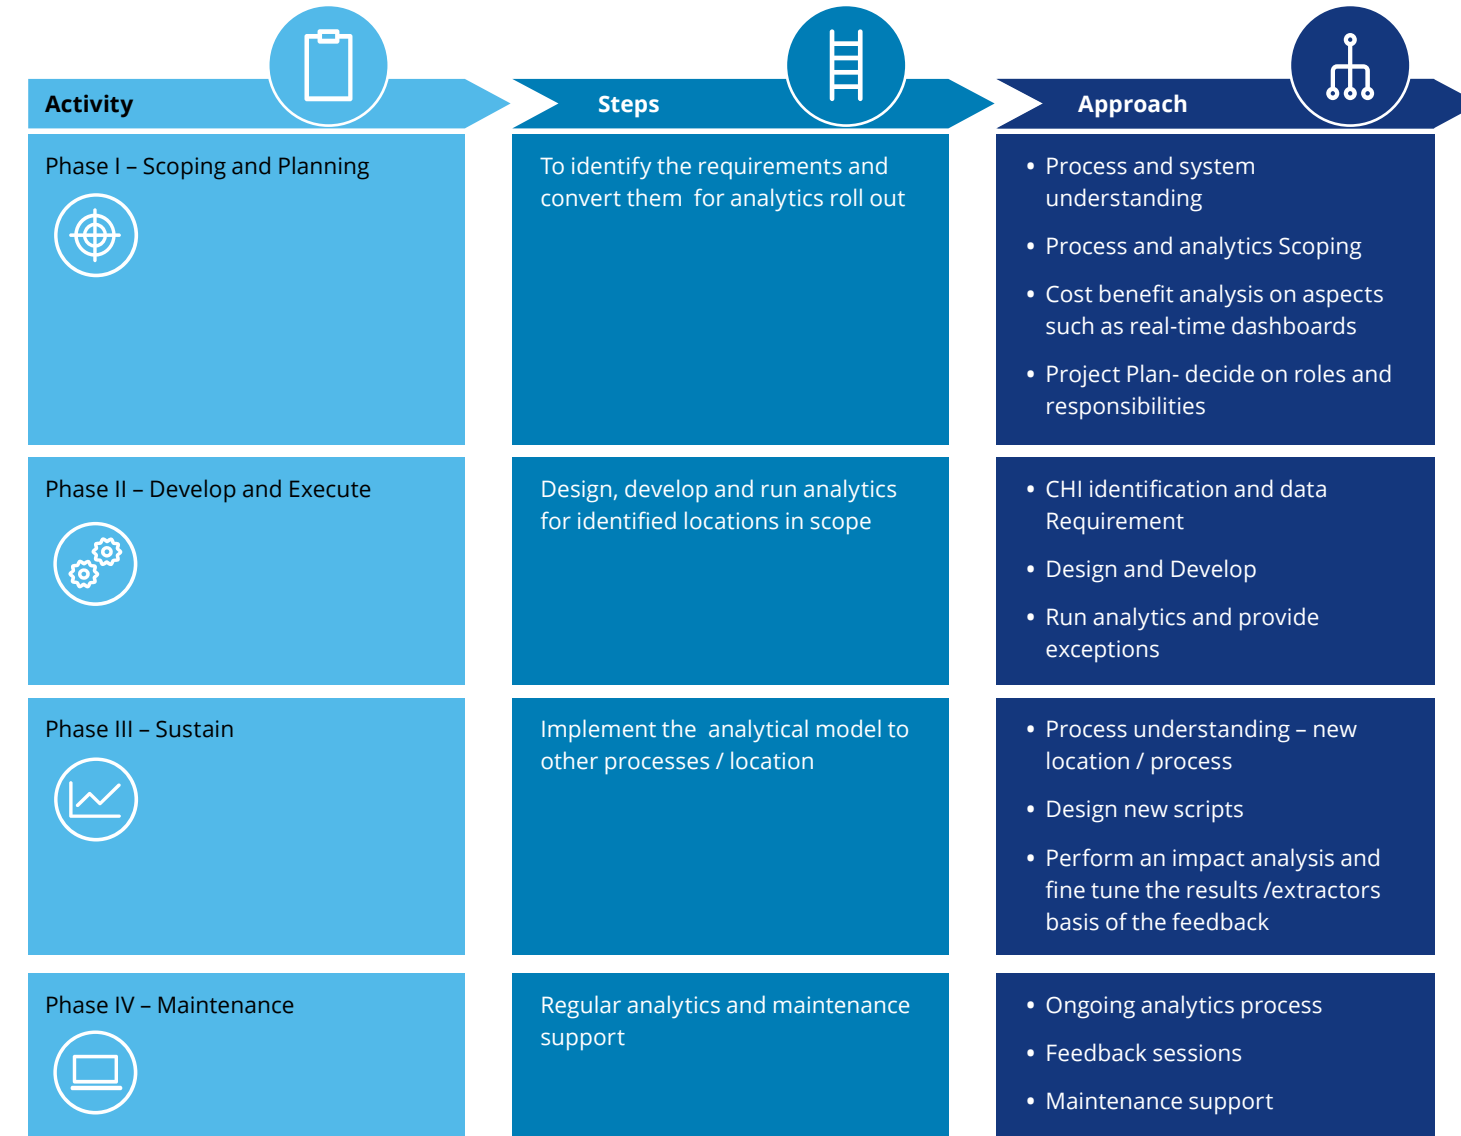 Activity
Steps
Approach
Phase I – Scoping and Planning
To identify the requirements and
convert them  for analytics roll out
• Process and system
understanding
• Process and analytics Scoping
• Cost benefit analysis on aspects
such as real-time dashboards
• Project Plan- decide on roles and
responsibilities
Phase II – Develop and Execute
Design, develop and run analytics
for identified locations in scope
• CHI identification and data
Requirement
• Design and Develop
• Run analytics and provide
exceptions
Phase III – Sustain
Implement the  analytical model to
other processes / location
• Process understanding – new
location / process
• Design new scripts
• Perform an impact analysis and
fine tune the results /extractors
basis of the feedback
Phase IV – Maintenance
Regular analytics and maintenance
support
• Ongoing analytics process
• Feedback sessions
• Maintenance support